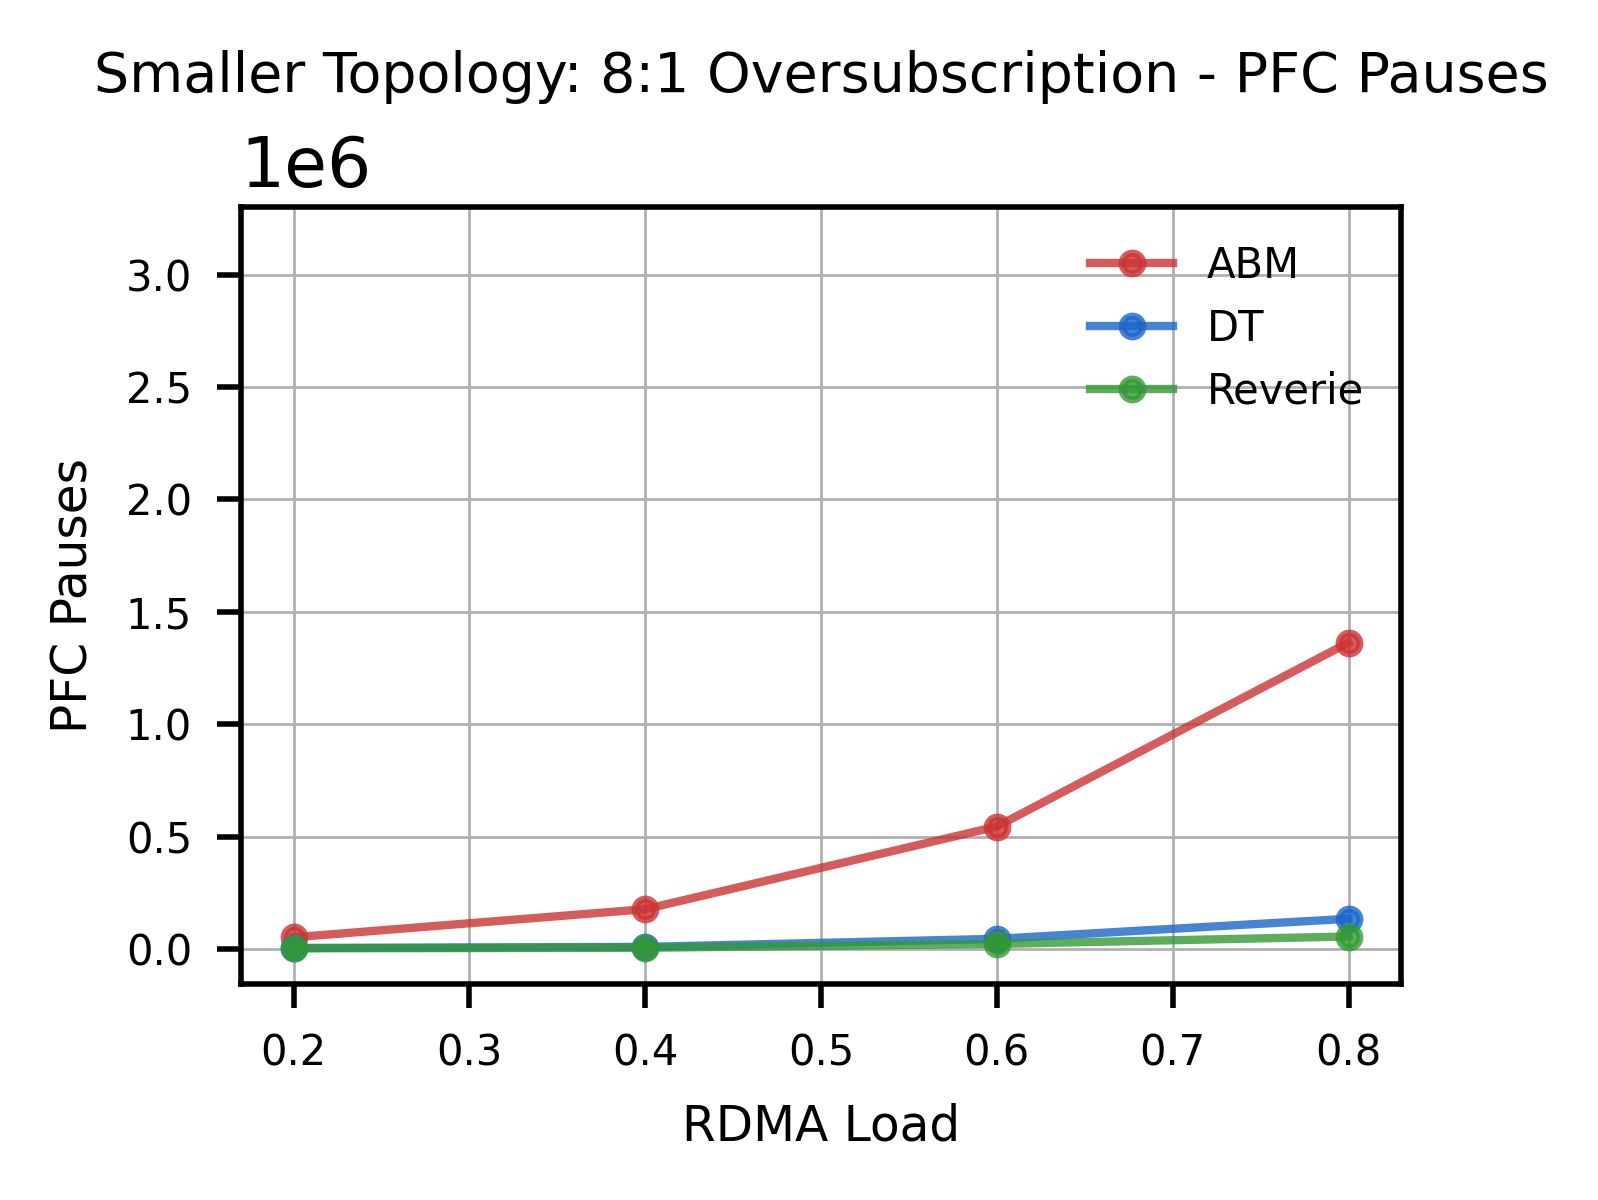 Smaller Topology: 8:1 Oversubscription - PFC Pauses
1e6
ABM
DT
Reverie
PFC Pauses
3.0
2.5
2.0
1.5
1.0
0.5
0.0
0.2 0.3 0.4 0.5 0.6 0.7 0.8
RDMA Load